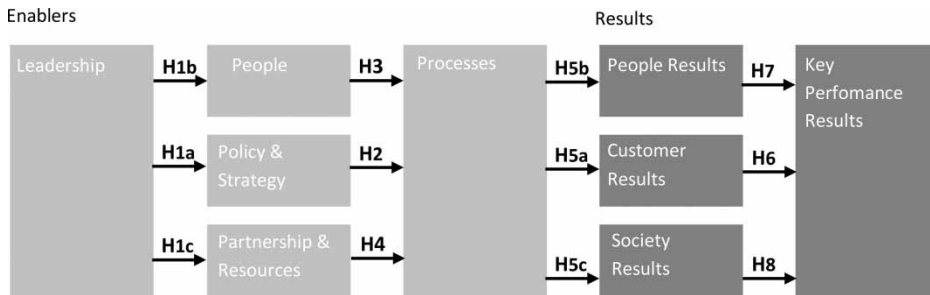 Enablers
Results
Leadership
H1b
People
H3
Processes
H5b
People Results
H7
Key
Perfomance
Results
H1a
Policy &
Strategy
H2
H5a
Customer
Results
H6
H1c
Partnership &
Resources
H4
H5c
Society
Results
H8